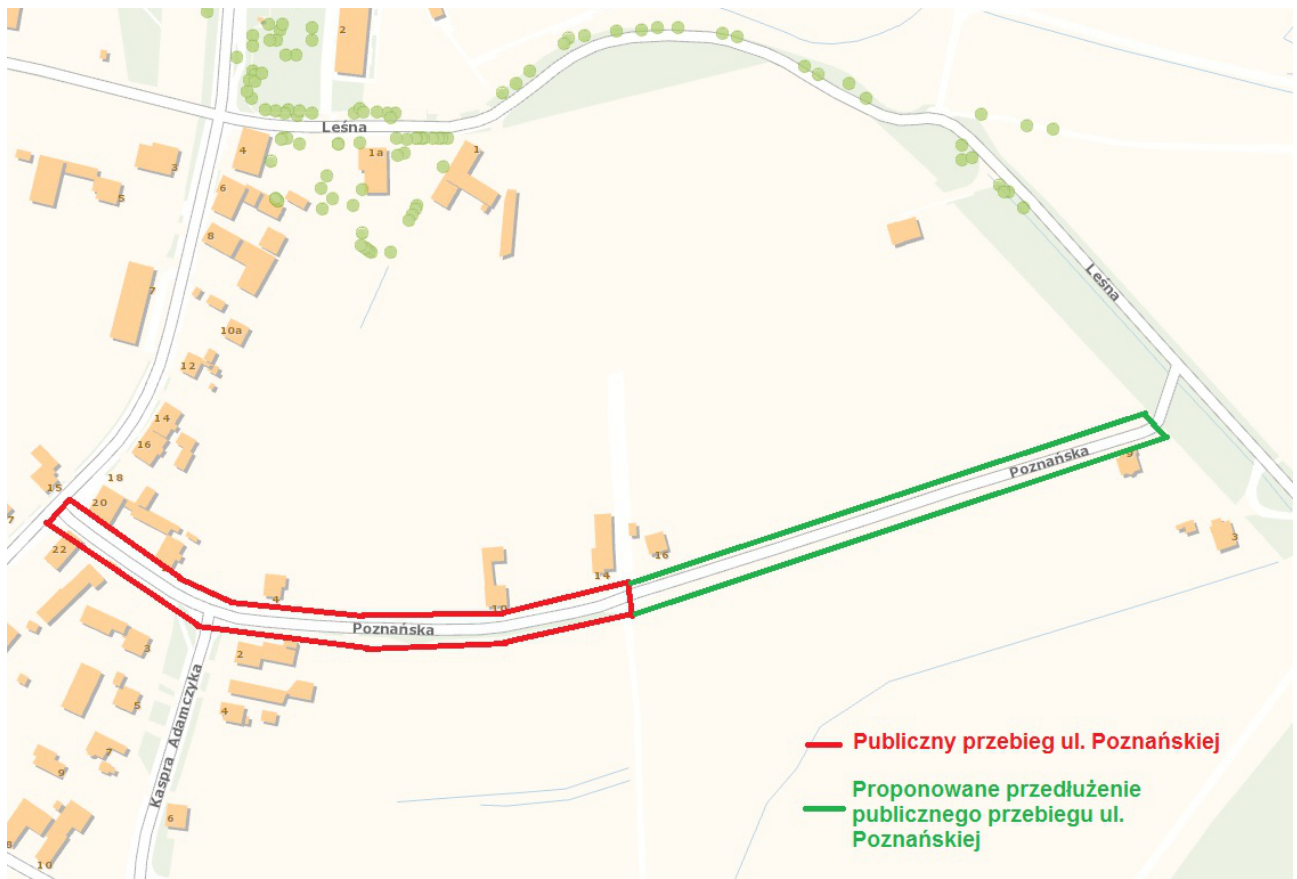 2
Leśna
4
1a
1
3
6
5
8
7
10a
Leśna
12
14
16
18
15
20
Poznańska
9
7
22
14
16
3
4
10
Poznańska
3
2
Kaspra Adamczyka
5
4
Publiczny przebieg ul. Poznańskiej
7
9
Proponowane przedłużenie
publicznego przebiegu ul.
Poznańskiej
6
8
10